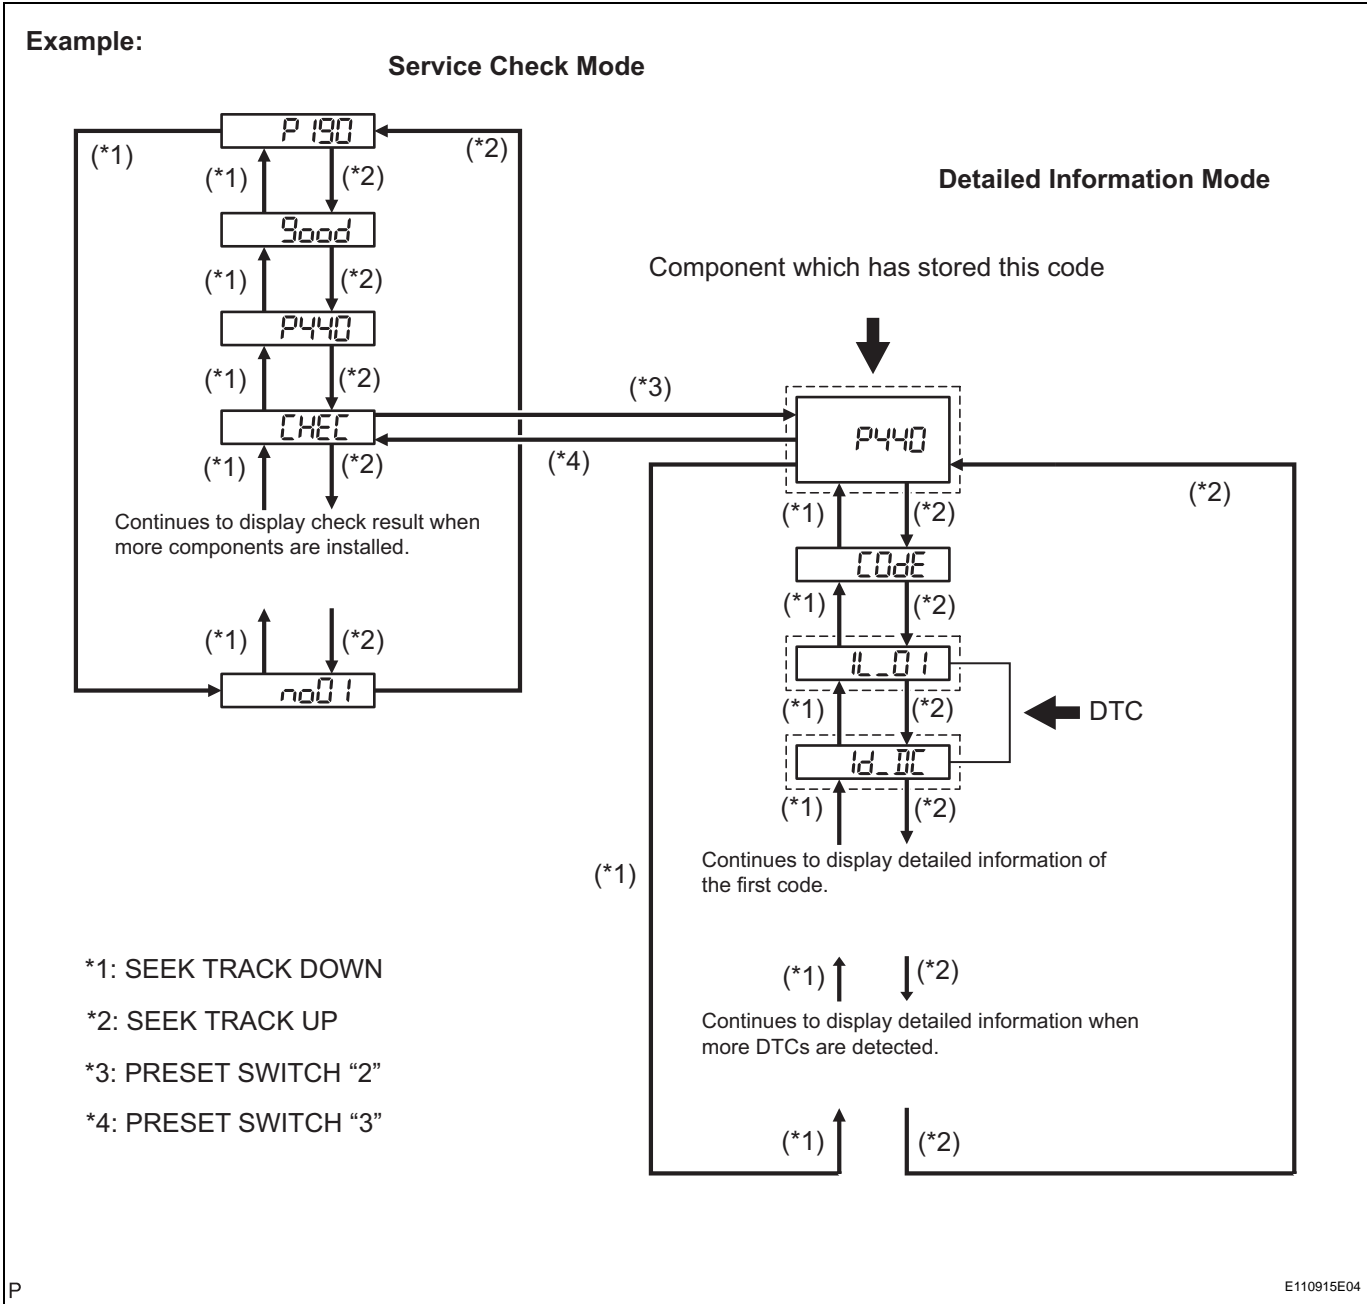 Example:
Service Check Mode
P190
(*1)
(*2)
(*1)
(*2)
good
(*1)
(*2)
P440
(*1)
(*2)
CHEC
(*1)
(*2)
Continues to display check result when
more components are installed.
(*1)
(*2)
no01
(*3)
(*4)
Detailed Information Mode
Component which has stored this code
P440
(*1)
(*2)
(*2)
COdE
(*1)
(*2)
IL_01
(*1)
(*2)
DTC
Id_DC
(*1)
(*2)
Continues to display detailed information of
the first code.
(*1)
(*1)
(*2)
Continues to display detailed information when
more DTCs are detected.
(*1)
(*2)
*1: SEEK TRACK DOWN
*2: SEEK TRACK UP
*3: PRESET SWITCH “2”
*4: PRESET SWITCH “3”
P
E110915E04